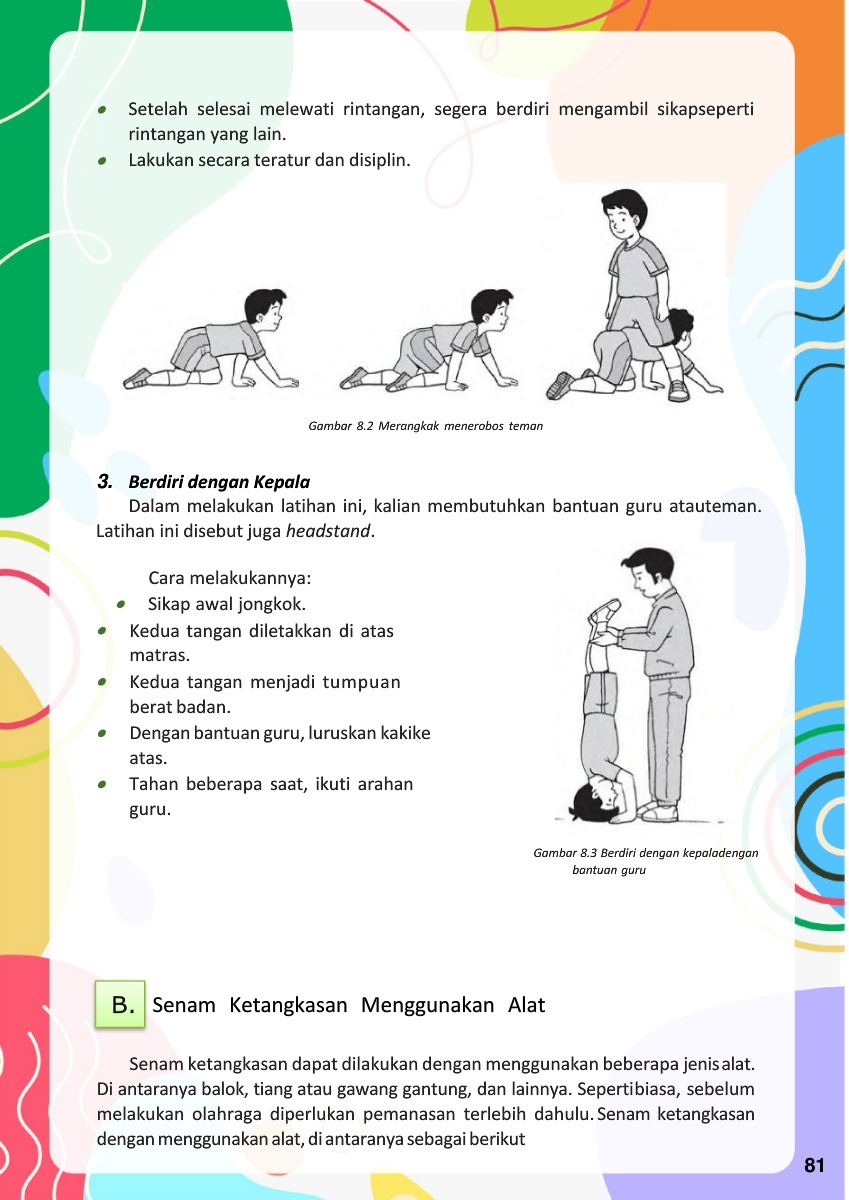 ● Setelah selesai melewati rintangan, segera berdiri mengambil sikapseperti
rintangan yang lain.
● Lakukan secara teratur dan disiplin.
Gambar 8.2 Merangkak menerobos teman
3. Berdiri dengan Kepala
Dalam melakukan latihan ini, kalian membutuhkan bantuan guru atauteman.
Latihan ini disebut juga headstand.
Cara melakukannya:
● Sikap awal jongkok.
● Kedua tangan diletakkan di atas
matras.
● Kedua tangan menjadi tumpuan
berat badan.
● Dengan bantuan guru, luruskan kakike
atas.
● Tahan beberapa saat, ikuti arahan
guru.
Gambar 8.3 Berdiri dengan kepaladengan
bantuan guru
B. Senam Ketangkasan Menggunakan Alat
Senam ketangkasan dapat dilakukan dengan menggunakan beberapa jenis alat.
Di antaranya balok, tiang atau gawang gantung, dan lainnya. Sepertibiasa, sebelum
melakukan olahraga diperlukan pemanasan terlebih dahulu. Senam ketangkasan
dengan menggunakan alat, di antaranya sebagai berikut
81